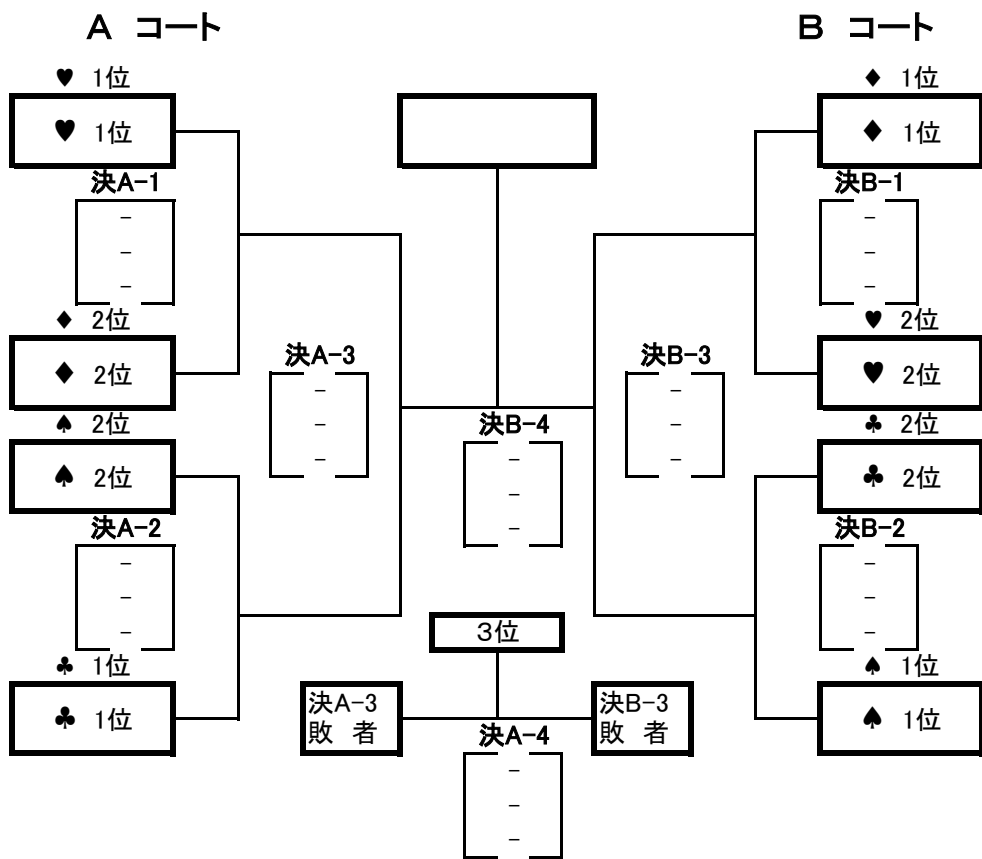 A コート
B コート
♥ 1位
♦ 1位
♥ 1位
♦ 1位
決A-1
決B-1
-
-
-
-
-
-
♦ 2位
♥ 2位
♦ 2位
決A-3
決B-3
♥ 2位
-
-
-
-
-
-
♠ 2位
♣ 2位
♠ 2位
決B-4
♣ 2位
-
-
-
決A-2
決B-2
-
-
-
-
-
-
3位
♣ 1位
♠ 1位
♣ 1位
決A-3
敗 者
決B-3
敗 者
♠ 1位
決A-4
-
-
-